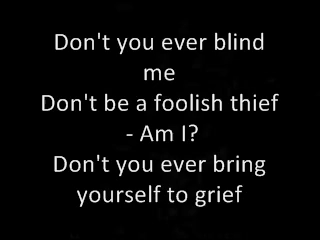 Don't you ever blind
me
Don't be a foolish thief
- Am I?
Don't you ever bring
yourself to grief